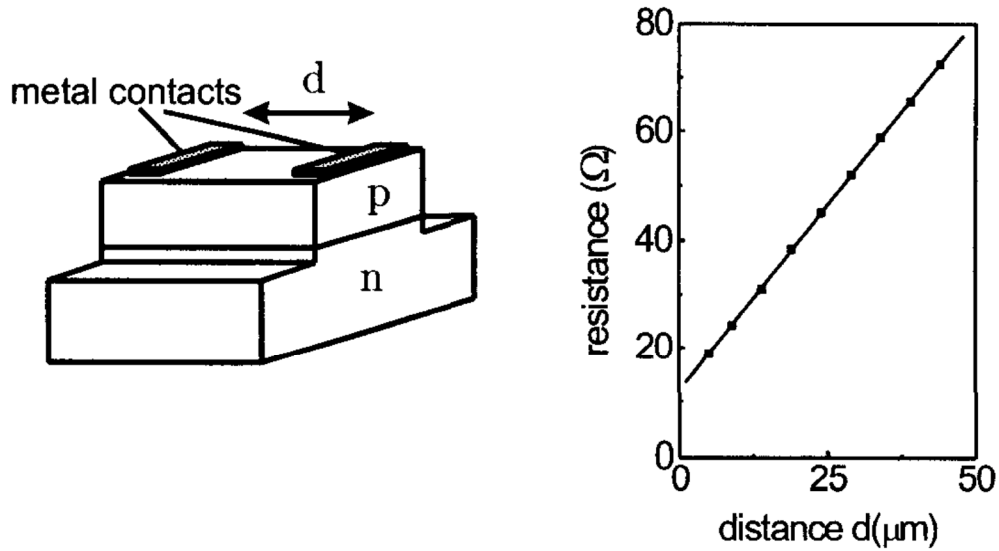 metal contacts
d
p
n
resistance (Ω)
80
60
40
20
0
0
25
50
distance d(μm)